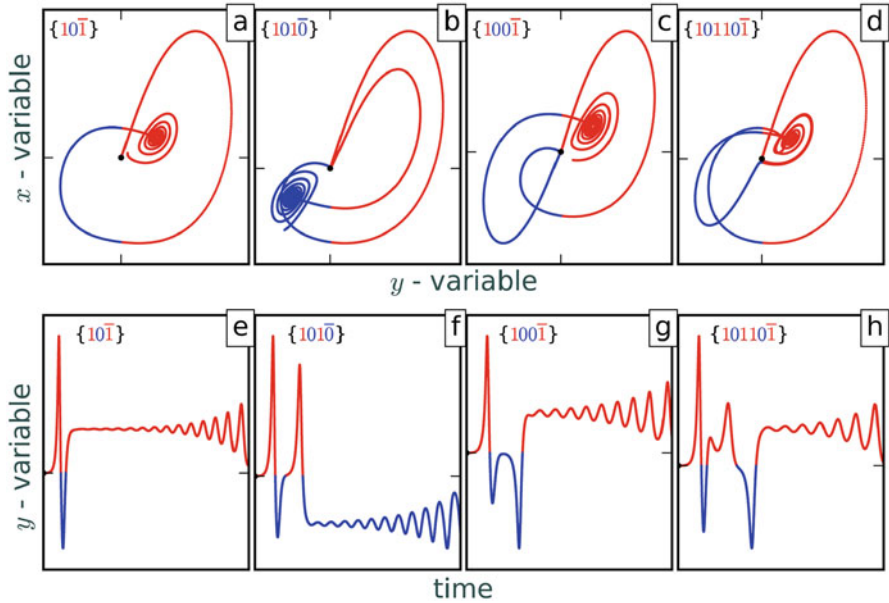 {101̅} a
{1010̅} b
{1001̅} c
{101101̅} d
x - variable
y - variable
{101̅} e
{1010̅} f
{1001̅} g
{101101̅} h
y - variable
time